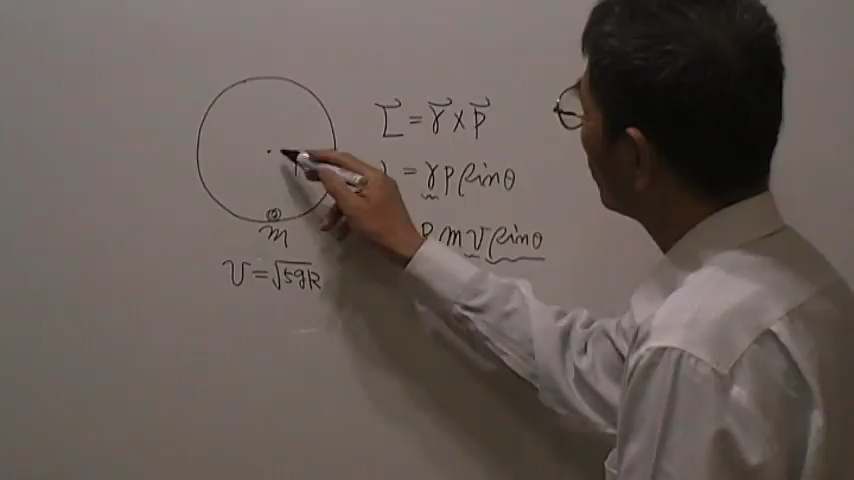 m
v = √5gR
L⃗ = r⃗ × p⃗
= r p sinθ
R m v sinθ